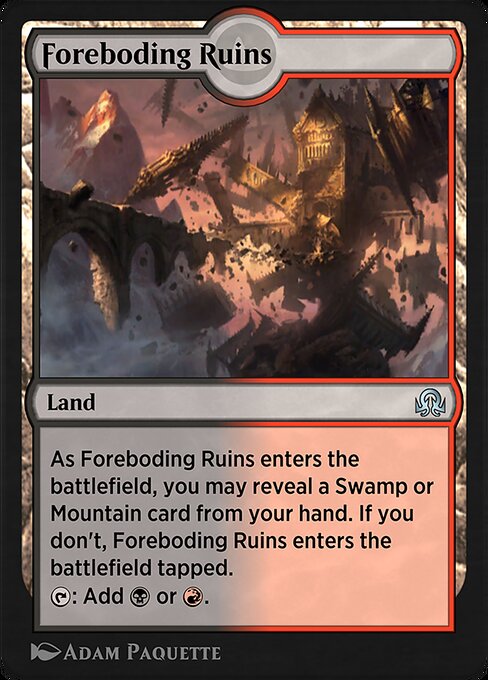 Foreboding Ruins
Land
As Foreboding Ruins enters the
battlefield, you may reveal a Swamp or
Mountain card from your hand. If you
don't, Foreboding Ruins enters the
battlefield tapped.
: Add or .
Adam Paquette